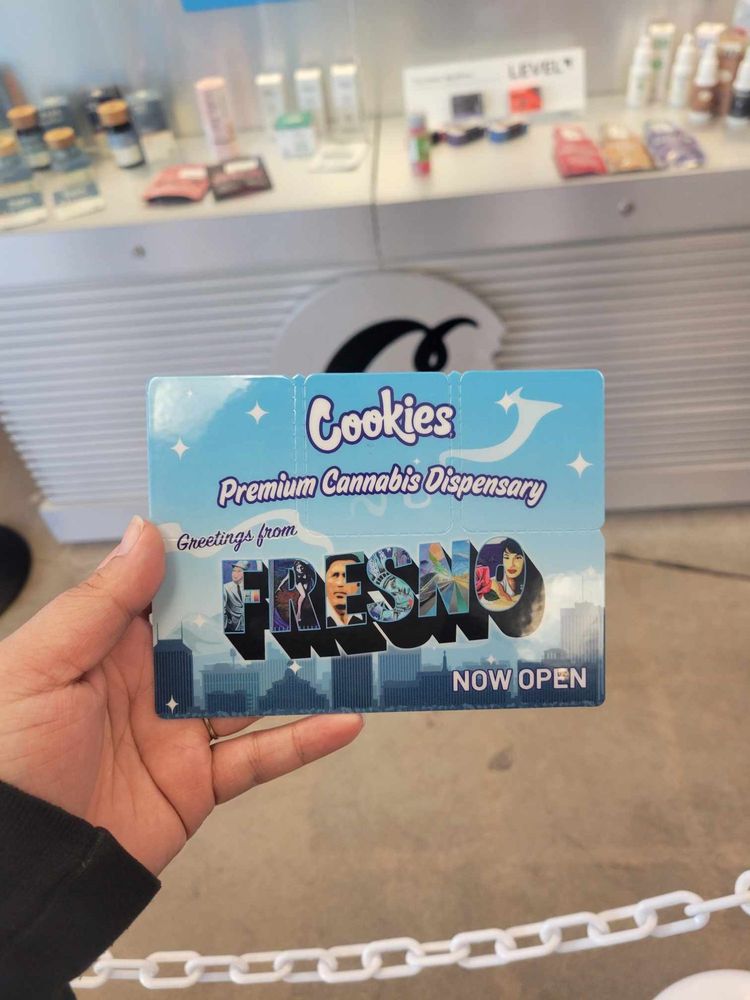 LEVEL
Cookies
Premium Cannabis Dispensary
Greetings from
FRESNO
NOW OPEN